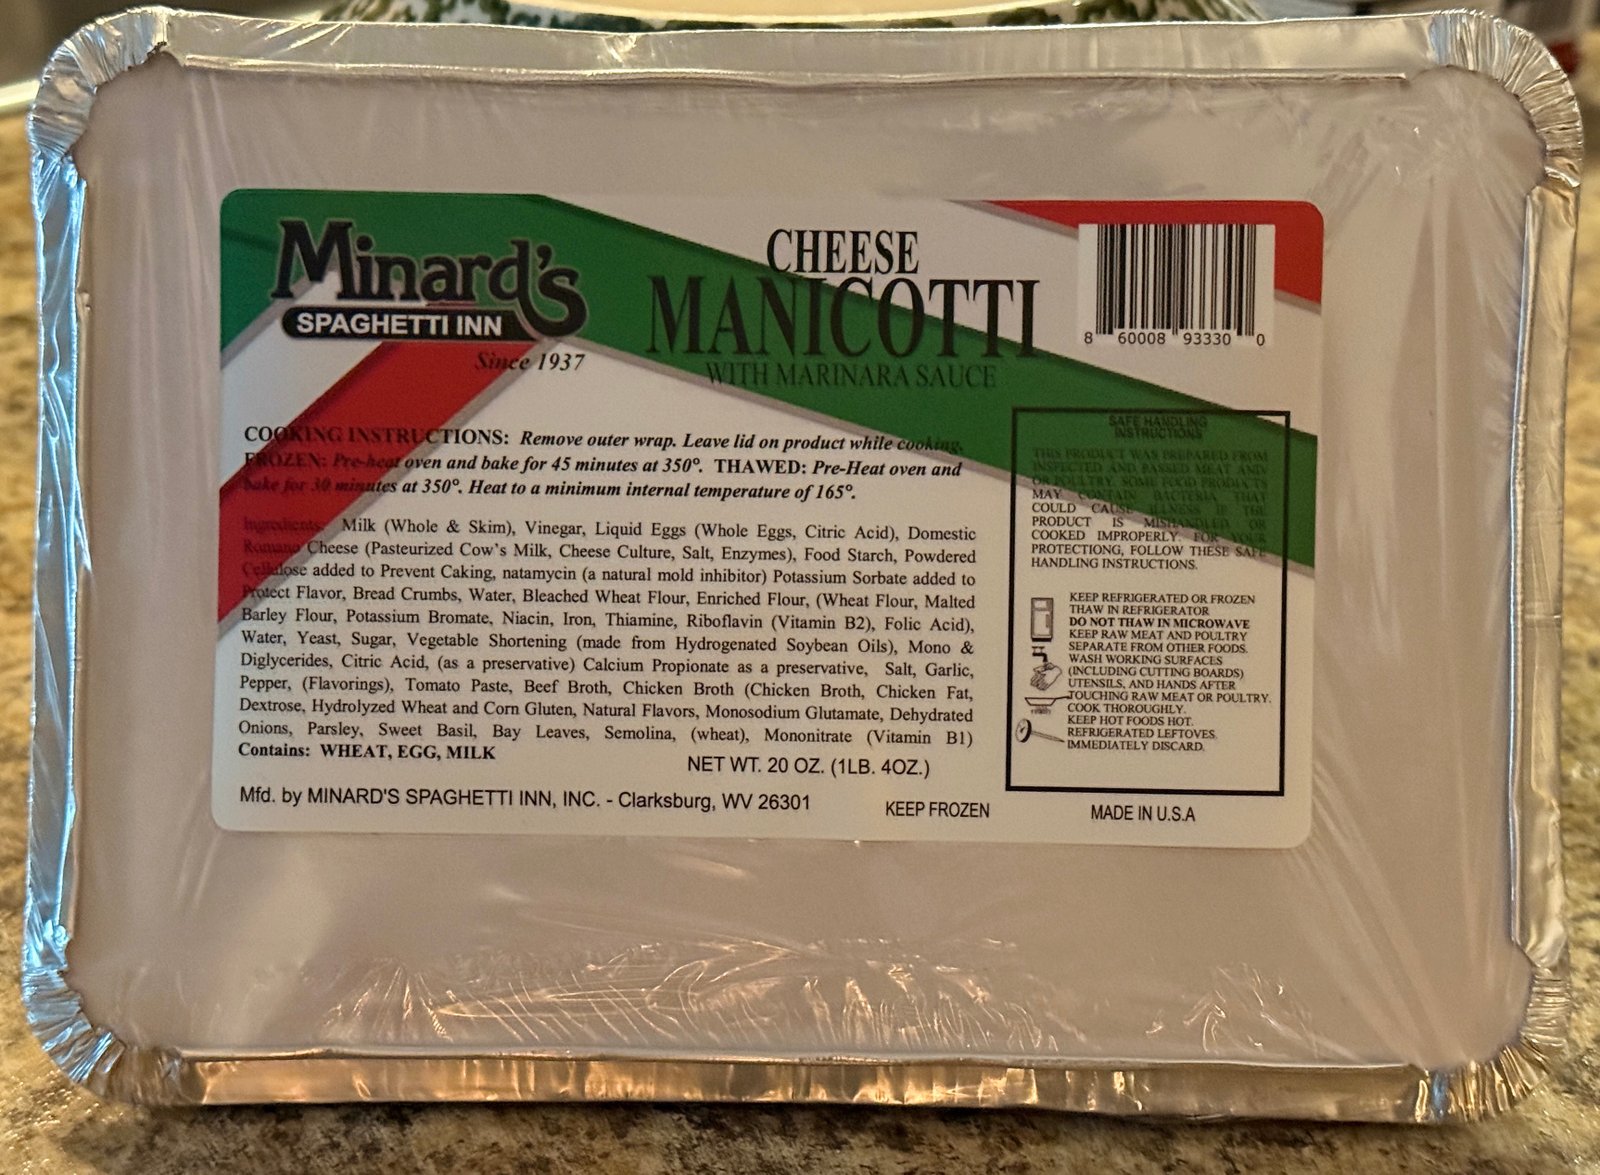 Minard's
SPAGHETTI INN
Since 1937
CHEESE
MANICOTTI
WITH MARINARA SAUCE
8 60008 93330 0
COOKING INSTRUCTIONS: Remove outer wrap. Leave lid on product while cooking.
FROZEN: Pre-heat oven and bake for 45 minutes at 350°. THAWED: Pre-Heat oven and
bake for 30 minutes at 350°. Heat to a minimum internal temperature of 165°.
Ingredients: Milk (Whole & Skim), Vinegar, Liquid Eggs (Whole Eggs, Citric Acid), Domestic
Romano Cheese (Pasteurized Cow's Milk, Cheese Culture, Salt, Enzymes), Food Starch, Powdered
Cellulose added to Prevent Caking, natamycin (a natural mold inhibitor) Potassium Sorbate added to
Protect Flavor, Bread Crumbs, Water, Bleached Wheat Flour, Enriched Flour, (Wheat Flour, Malted
Barley Flour, Potassium Bromate, Niacin, Iron, Thiamine, Riboflavin (Vitamin B2), Folic Acid),
Water, Yeast, Sugar, Vegetable Shortening (made from Hydrogenated Soybean Oils), Mono &
Diglycerides, Citric Acid, (as a preservative) Calcium Propionate as a preservative, Salt, Garlic,
Pepper, (Flavorings), Tomato Paste, Beef Broth, Chicken Broth (Chicken Broth, Chicken Fat,
Dextrose, Hydrolyzed Wheat and Corn Gluten, Natural Flavors, Monosodium Glutamate, Dehydrated
Onions, Parsley, Sweet Basil, Bay Leaves, Semolina, (wheat), Mononitrate (Vitamin B1)
Contains: WHEAT, EGG, MILK
NET WT. 20 OZ. (1LB. 4OZ.)
Mfd. by MINARD'S SPAGHETTI INN, INC. - Clarksburg, WV 26301
KEEP FROZEN
SAFE HANDLING
INSTRUCTIONS
THIS PRODUCT WAS PREPARED FROM
INSPECTED AND PASSED MEAT AND/
OR POULTRY. SOME FOOD PRODUCTS
MAY CONTAIN BACTERIA THAT
COULD CAUSE ILLNESS IF THE
PRODUCT IS MISHANDLED OR
COOKED IMPROPERLY. FOR YOUR
PROTECTIONG, FOLLOW THESE SAFE
HANDLING INSTRUCTIONS.
KEEP REFRIGERATED OR FROZEN
THAW IN REFRIGERATOR
DO NOT THAW IN MICROWAVE
KEEP RAW MEAT AND POULTRY
SEPARATE FROM OTHER FOODS.
WASH WORKING SURFACES
(INCLUDING CUTTING BOARDS)
UTENSILS, AND HANDS AFTER
TOUCHING RAW MEAT OR POULTRY.
COOK THOROUGHLY.
KEEP HOT FOODS HOT.
REFRIGERATED LEFTOVES.
IMMEDIATELY DISCARD.
MADE IN U.S.A